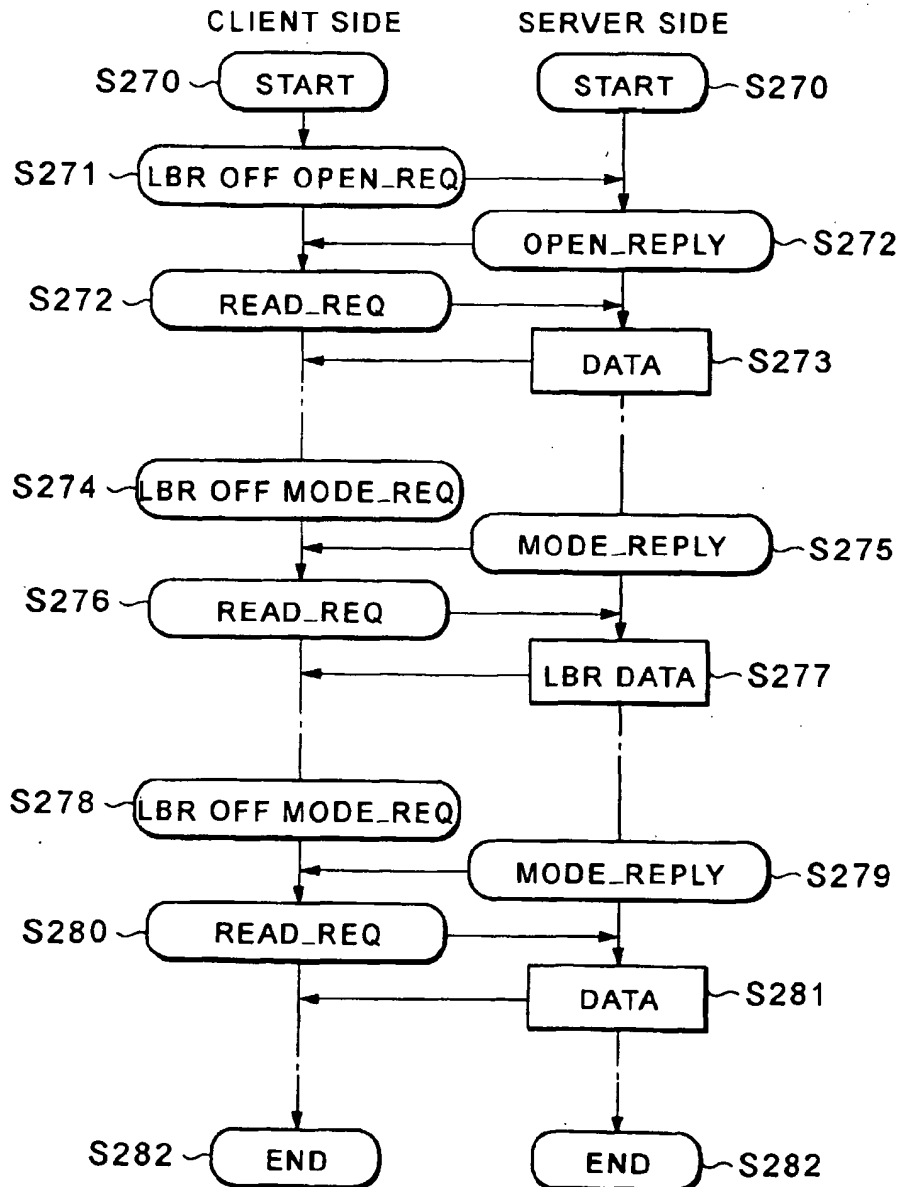 CLIENT SIDE SERVER SIDE
S270 START START S270
S271 LBR OFF OPEN_REQ
OPEN_REPLY S272
S272 READ_REQ
DATA S273
S274 LBR OFF MODE_REQ
MODE_REPLY S275
S276 READ_REQ
LBR DATA S277
S278 LBR OFF MODE_REQ
MODE_REPLY S279
S280 READ_REQ
DATA S281
S282 END END S282